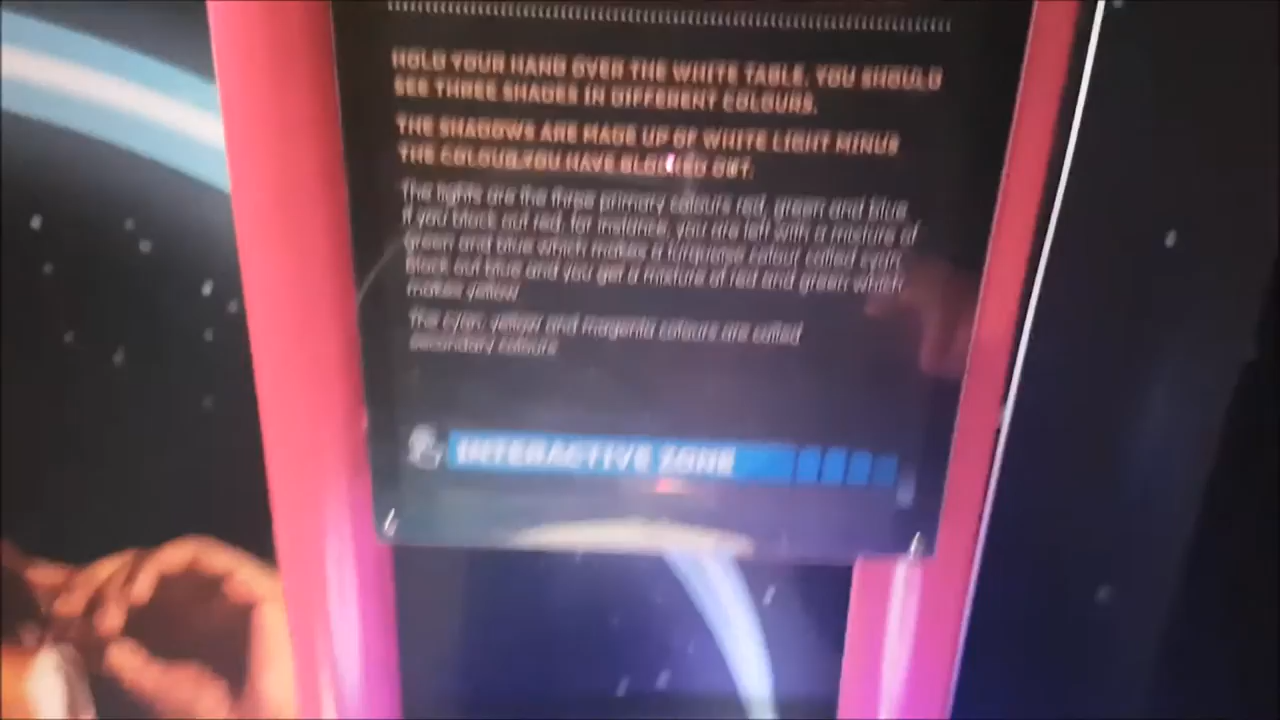 HOLD YOUR HAND OVER THE WHITE TABLE. YOU SHOULD
SEE THREE SHADES IN DIFFERENT COLOURS.
THE SHADOWS ARE MADE UP OF WHITE LIGHT MINUS
THE COLOUR YOU HAVE BLOCKED OUT.
The lights are the three primary colours red, green and blue.
If you block out red, for instance, you are left with a mixture of
green and blue which makes a turquoise colour called cyan.
Block out blue and you get a mixture of red and green which
makes yellow.
The cyan, yellow and magenta colours are called
secondary colours.
INTERACTIVE ZONE